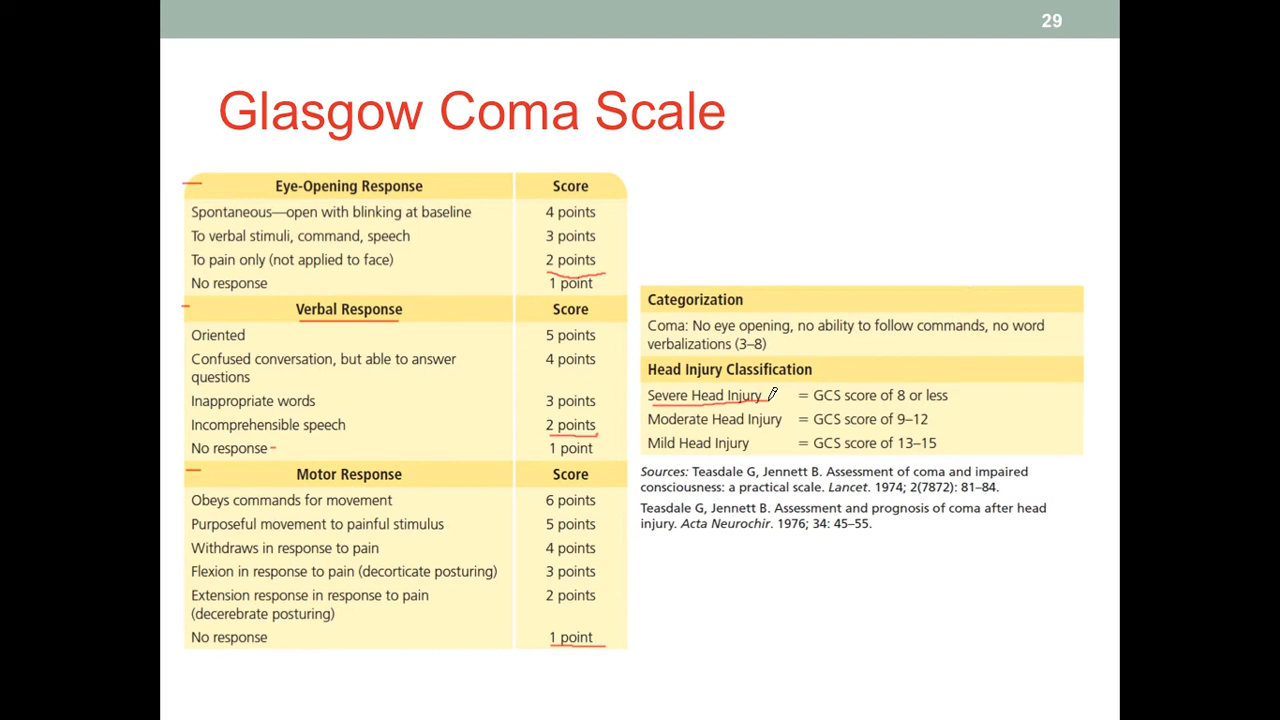 29
Glasgow Coma Scale
Eye-Opening Response Score
Spontaneous—open with blinking at baseline 4 points
To verbal stimuli, command, speech 3 points
To pain only (not applied to face) 2 points
No response 1 point
Verbal Response Score
Oriented 5 points
Confused conversation, but able to answer 4 points
questions
Inappropriate words 3 points
Incomprehensible speech 2 points
No response 1 point
Motor Response Score
Obeys commands for movement 6 points
Purposeful movement to painful stimulus 5 points
Withdraws in response to pain 4 points
Flexion in response to pain (decorticate posturing) 3 points
Extension response in response to pain 2 points
(decerebrate posturing)
No response 1 point
Categorization
Coma: No eye opening, no ability to follow commands, no word
verbalizations (3–8)
Head Injury Classification
Severe Head Injury = GCS score of 8 or less
Moderate Head Injury = GCS score of 9–12
Mild Head Injury = GCS score of 13–15
Sources: Teasdale G, Jennett B. Assessment of coma and impaired
consciousness: a practical scale. Lancet. 1974; 2(7872): 81–84.
Teasdale G, Jennett B. Assessment and prognosis of coma after head
injury. Acta Neurochir. 1976; 34: 45–55.